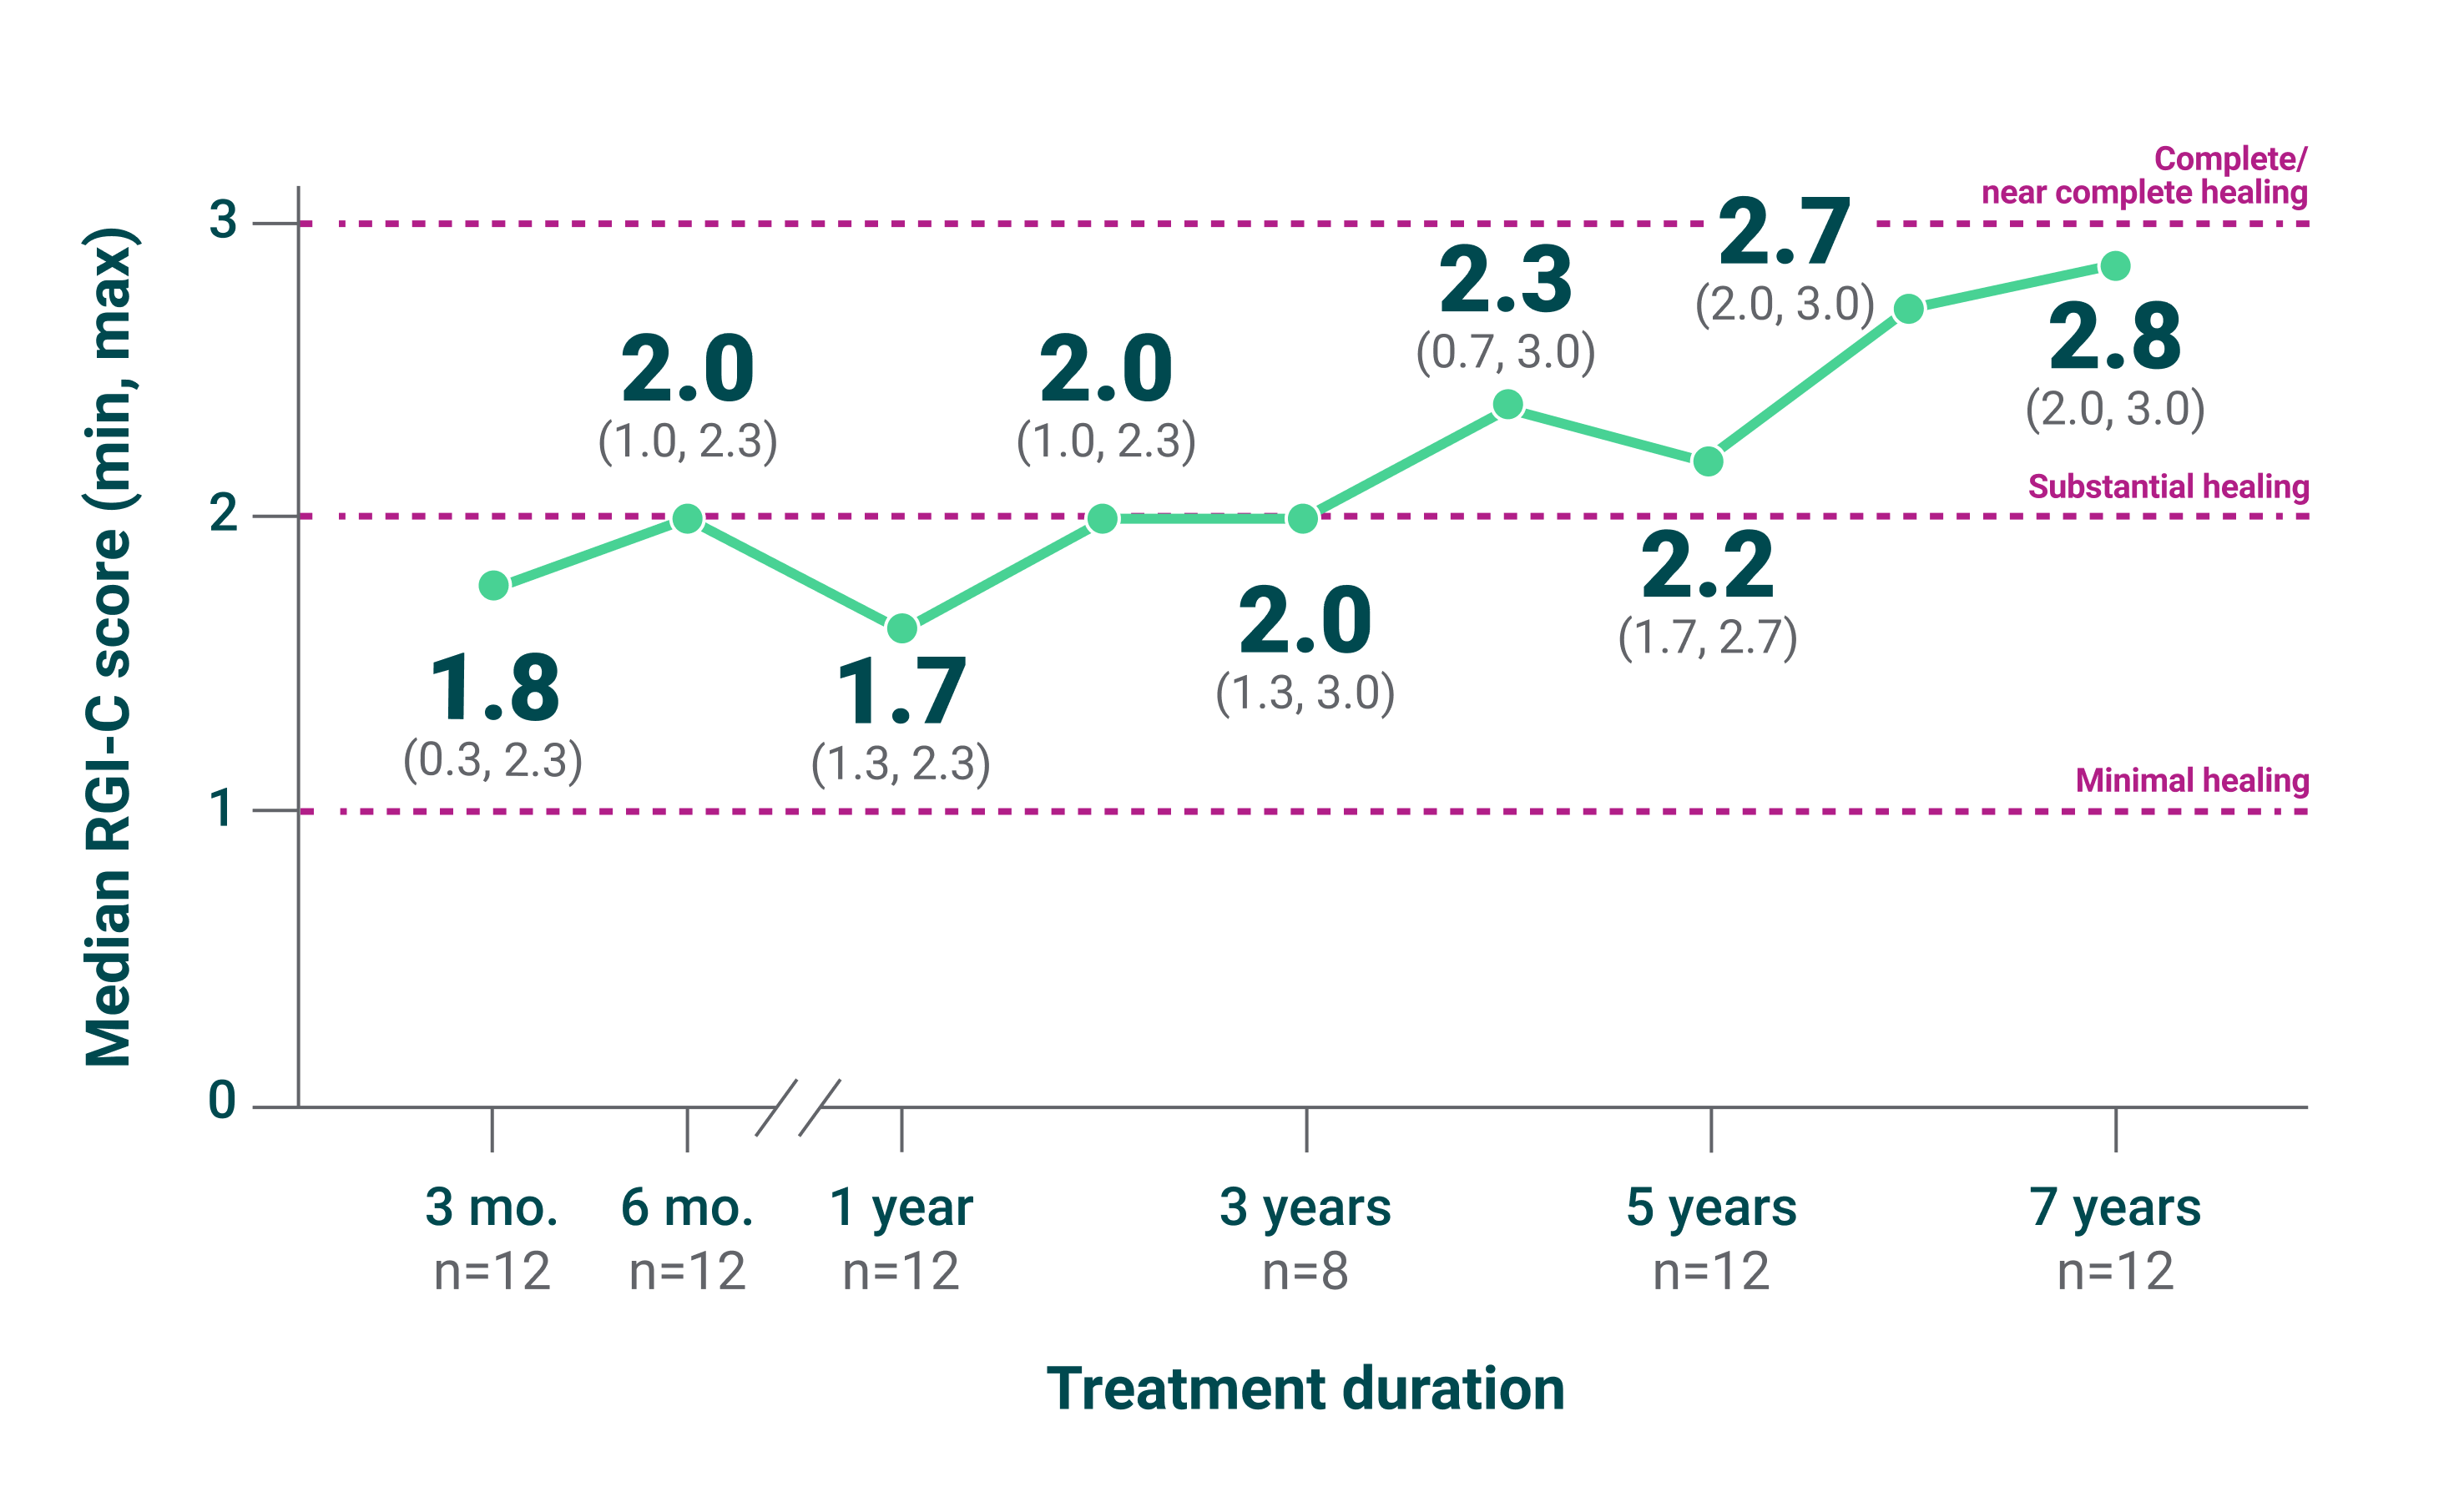 Complete/
near complete healing
3
2.7
(2.0, 3.0)
2.3
(0.7, 3.0)
2.8
(2.0, 3.0)
2.0
(1.0, 2.3)
2.0
(1.0, 2.3)
Substantial healing
2
2.2
(1.7, 2.7)
2.0
(1.3, 3.0)
1.8
(0.3, 2.3)
1.7
(1.3, 2.3)
Minimal healing
1
0
Median RGI-C score (min, max)
3 mo.
n=12
6 mo.
n=12
1 year
n=12
3 years
n=8
5 years
n=12
7 years
n=12
Treatment duration